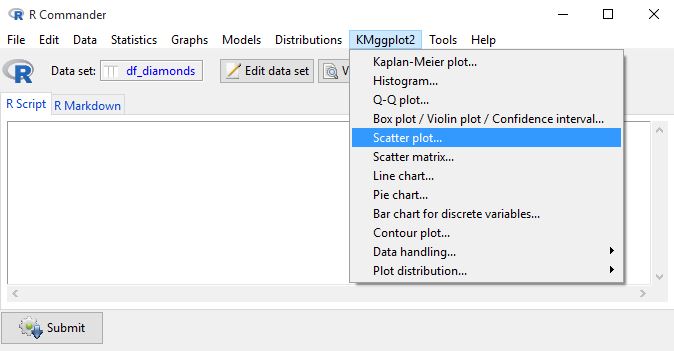 R Commander
File Edit Data Statistics Graphs Models Distributions KMggplot2 Tools Help
R Data set: df_diamonds Edit data set V
R Script R Markdown
Kaplan-Meier plot...
Histogram...
Q-Q plot...
Box plot / Violin plot / Confidence interval...
Scatter plot...
Scatter matrix...
Line chart...
Pie chart...
Bar chart for discrete variables...
Contour plot...
Data handling...
Plot distribution...
Submit